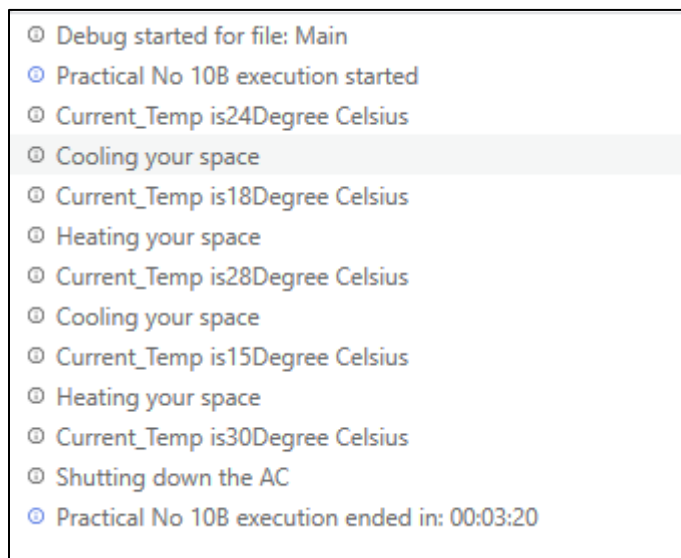 Debug started for file: Main
Practical No 10B execution started
Current_Temp is24Degree Celsius
Cooling your space
Current_Temp is18Degree Celsius
Heating your space
Current_Temp is28Degree Celsius
Cooling your space
Current_Temp is15Degree Celsius
Heating your space
Current_Temp is30Degree Celsius
Shutting down the AC
Practical No 10B execution ended in: 00:03:20